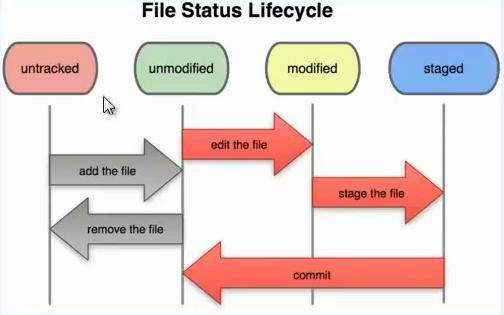 File Status Lifecycle
untracked
unmodified
modified
staged
edit the file
add the file
stage the file
remove the file
commit